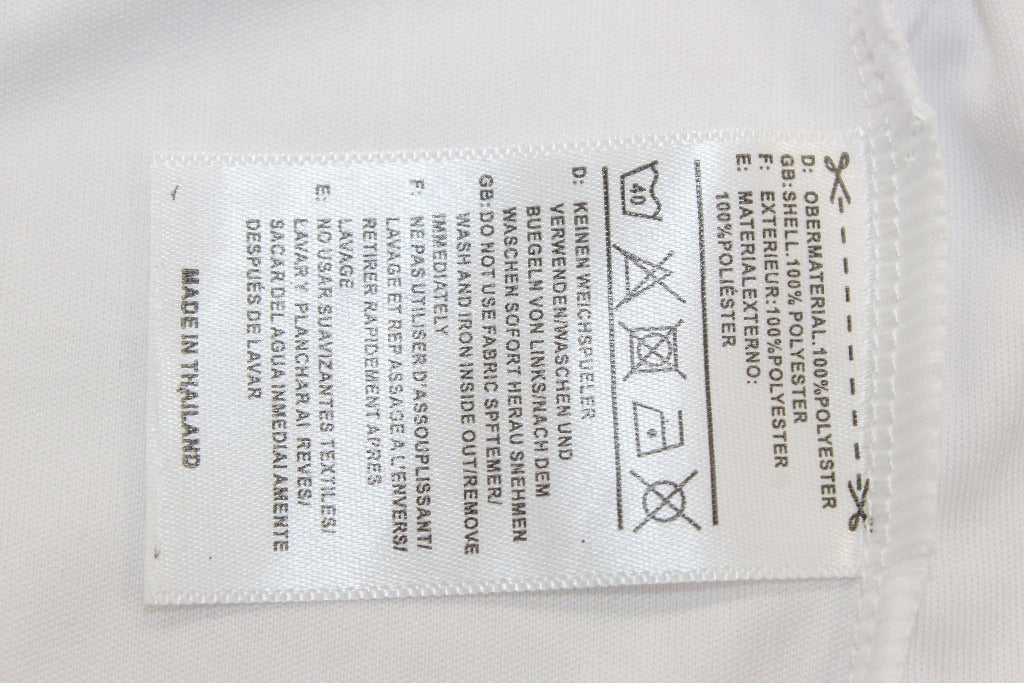 D: OBERMATERIAL.100%POLYESTER
GB:SHELL.100% POLYESTER
F: EXTERIEUR:100%POLYESTER
E: MATERIALEXTERNO:
100%POLIÉSTER
40
D: KEINEN WEICHSPUELER
VERWENDEN/WASCHEN UND
BUEGELN VON LINKS/NACH DEM
WASCHEN SOFORT HERAU SNEHMEN
GB:DO NOT USE FABRIC SPFTEMER/
WASH AND IRON INSIDE OUT/REMOVE
IMMEDIATELY
F: NE PAS UTILISER D'ASSOUPLISSANT/
LAVAGE ET REP ASSAGE A L'ENVERS/
RETIRER RAPIDEMENT APRES
LAVAGE
E: NO USAR SUAVIZANTES TEXTILES/
LAVAR Y PLANCHAR AI REVES/
SACAR DEL AGUA INMEDIAI AMENTE
DESPUÉS DE LAVAR
MADE IN THAILAND